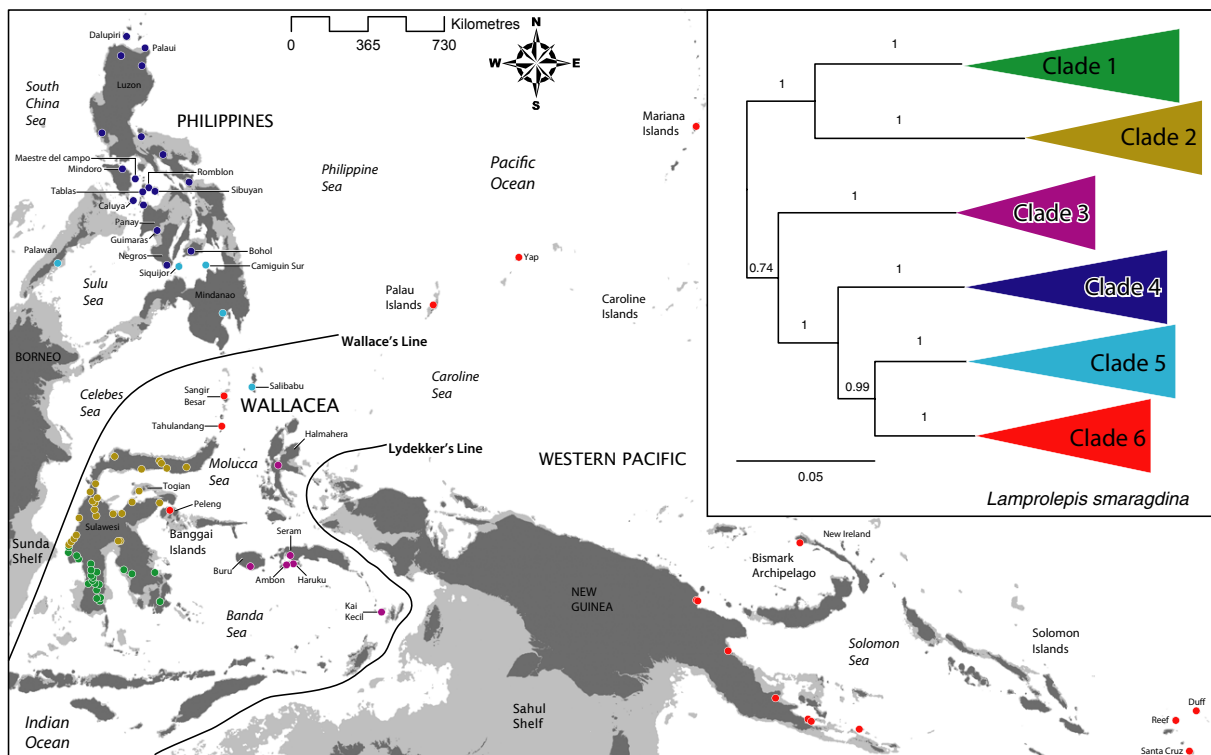 Kilometres
0 365 730
N
W E
S
Dalupiri
Palaui
Luzon
South
China
Sea
PHILIPPINES
Maestre del campo
Mindoro
Romblon
Tablas
Sibuyan
Caluya
Panay
Guimaras
Palawan
Negros
Bohol
Siquijor
Camiguin Sur
Sulu
Sea
Mindanao
Philippine
Sea
Pacific
Ocean
Mariana
Islands
Yap
Palau
Islands
Caroline
Islands
BORNEO
Wallace's Line
Celebes
Sea
Sangir
Besar
Salibabu
Caroline
Sea
WALLACEA
Tahulandang
Halmahera
Lydekker's Line
Molucca
Sea
WESTERN PACIFIC
Togian
Peleng
Sulawesi
Banggai
Islands
Sunda
Shelf
Seram
Buru
Ambon
Haruku
Kai
Kecil
Banda
Sea
NEW
GUINEA
Bismark
Archipelago
New Ireland
Solomon
Sea
Solomon
Islands
Indian
Ocean
Sahul
Shelf
Duff
Reef
Santa Cruz
1
Clade 1
1
1
Clade 2
1
Clade 3
0.74
1
Clade 4
1
1
Clade 5
0.99
1
Clade 6
0.05
Lamprolepis smaragdina